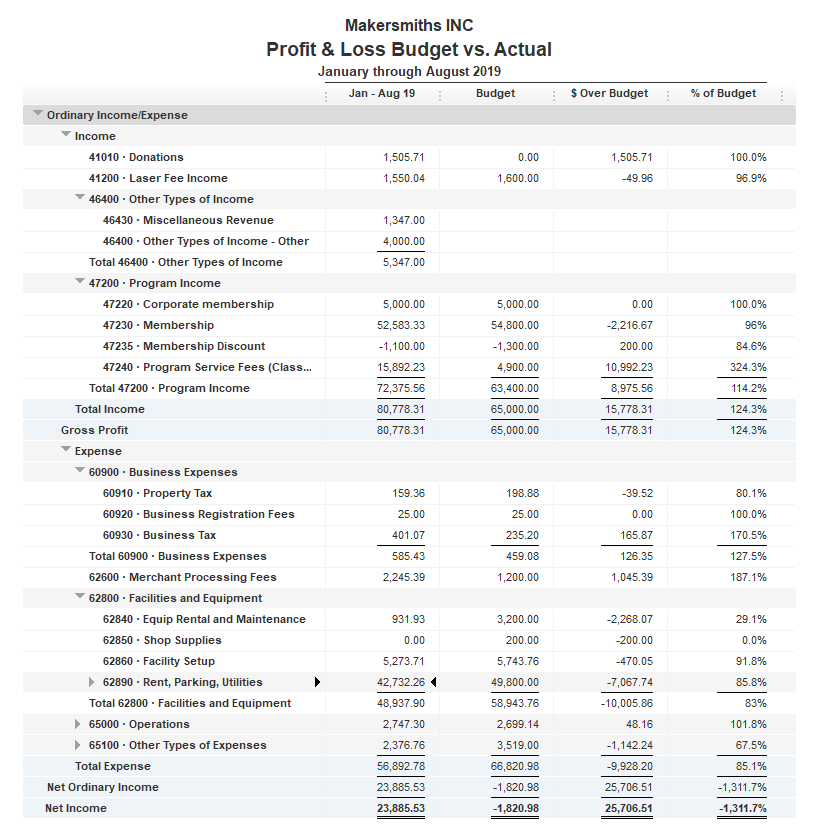 Makersmiths INC
Profit & Loss Budget vs. Actual
January through August 2019
Jan - Aug 19 Budget $ Over Budget % of Budget
Ordinary Income/Expense
Income
41010 · Donations 1,505.71 0.00 1,505.71 100.0%
41200 · Laser Fee Income 1,550.04 1,600.00 -49.96 96.9%
46400 · Other Types of Income
46430 · Miscellaneous Revenue 1,347.00
46400 · Other Types of Income - Other 4,000.00
Total 46400 · Other Types of Income 5,347.00
47200 · Program Income
47220 · Corporate membership 5,000.00 5,000.00 0.00 100.0%
47230 · Membership 52,583.33 54,800.00 -2,216.67 96%
47235 · Membership Discount -1,100.00 -1,300.00 200.00 84.6%
47240 · Program Service Fees (Class... 15,892.23 4,900.00 10,992.23 324.3%
Total 47200 · Program Income 72,375.56 63,400.00 8,975.56 114.2%
Total Income 80,778.31 65,000.00 15,778.31 124.3%
Gross Profit 80,778.31 65,000.00 15,778.31 124.3%
Expense
60900 · Business Expenses
60910 · Property Tax 159.36 198.88 -39.52 80.1%
60920 · Business Registration Fees 25.00 25.00 0.00 100.0%
60930 · Business Tax 401.07 235.20 165.87 170.5%
Total 60900 · Business Expenses 585.43 459.08 126.35 127.5%
62600 · Merchant Processing Fees 2,245.39 1,200.00 1,045.39 187.1%
62800 · Facilities and Equipment
62840 · Equip Rental and Maintenance 931.93 3,200.00 -2,268.07 29.1%
62850 · Shop Supplies 0.00 200.00 -200.00 0.0%
62860 · Facility Setup 5,273.71 5,743.76 -470.05 91.8%
62890 · Rent, Parking, Utilities 42,732.26 49,800.00 -7,067.74 85.8%
Total 62800 · Facilities and Equipment 48,937.90 58,943.76 -10,005.86 83%
65000 · Operations 2,747.30 2,699.14 48.16 101.8%
65100 · Other Types of Expenses 2,376.76 3,519.00 -1,142.24 67.5%
Total Expense 56,892.78 66,820.98 -9,928.20 85.1%
Net Ordinary Income 23,885.53 -1,820.98 25,706.51 -1,311.7%
Net Income 23,885.53 -1,820.98 25,706.51 -1,311.7%